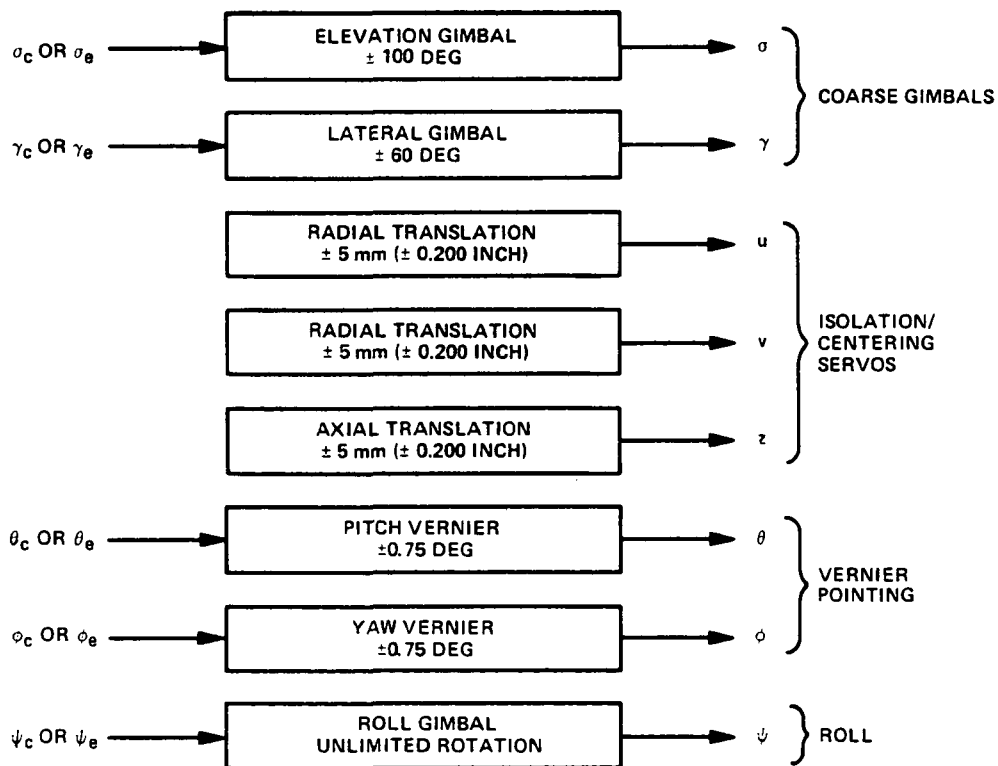 σc OR σe
ELEVATION GIMBAL
± 100 DEG
σ
COARSE GIMBALS
γc OR γe
LATERAL GIMBAL
± 60 DEG
γ
RADIAL TRANSLATION
± 5 mm (± 0.200 INCH)
u
RADIAL TRANSLATION
± 5 mm (± 0.200 INCH)
v
ISOLATION/
CENTERING
SERVOS
AXIAL TRANSLATION
± 5 mm (± 0.200 INCH)
z
θc OR θe
PITCH VERNIER
±0.75 DEG
θ
VERNIER
POINTING
φc OR φe
YAW VERNIER
±0.75 DEG
φ
ψc OR ψe
ROLL GIMBAL
UNLIMITED ROTATION
ψ
ROLL